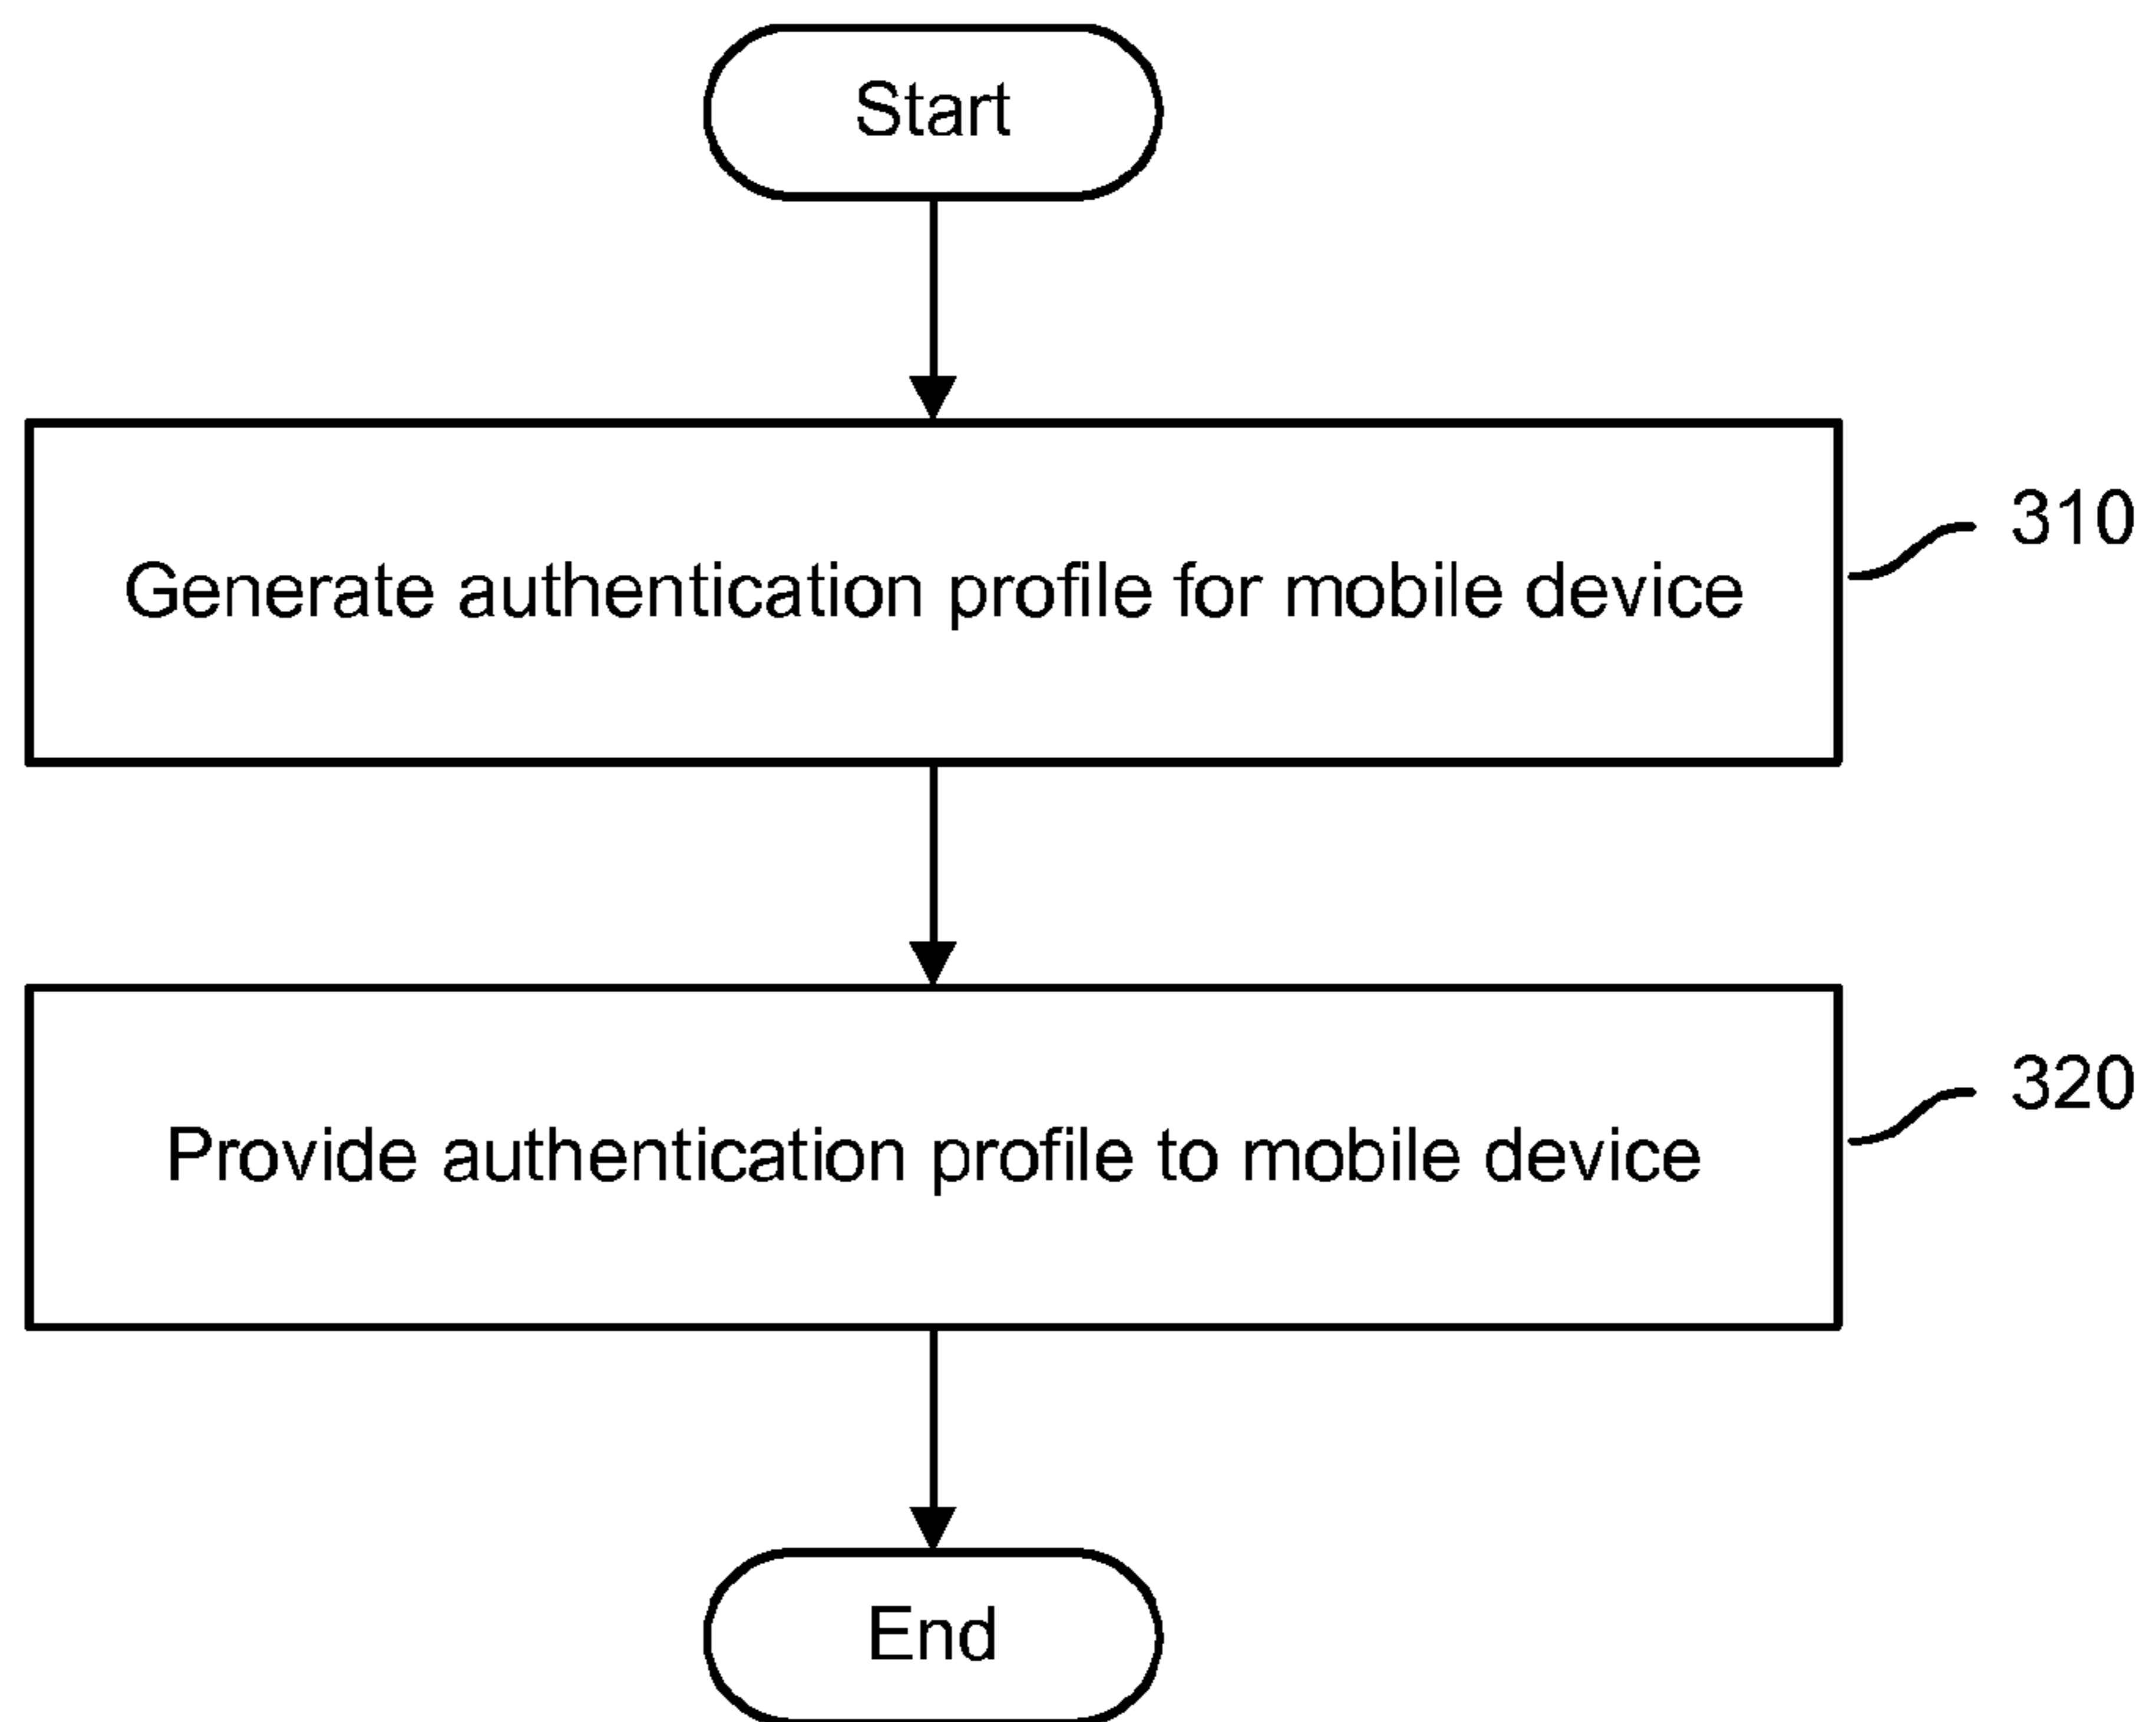 Start
Generate authentication profile for mobile device
310
Provide authentication profile to mobile device
320
End